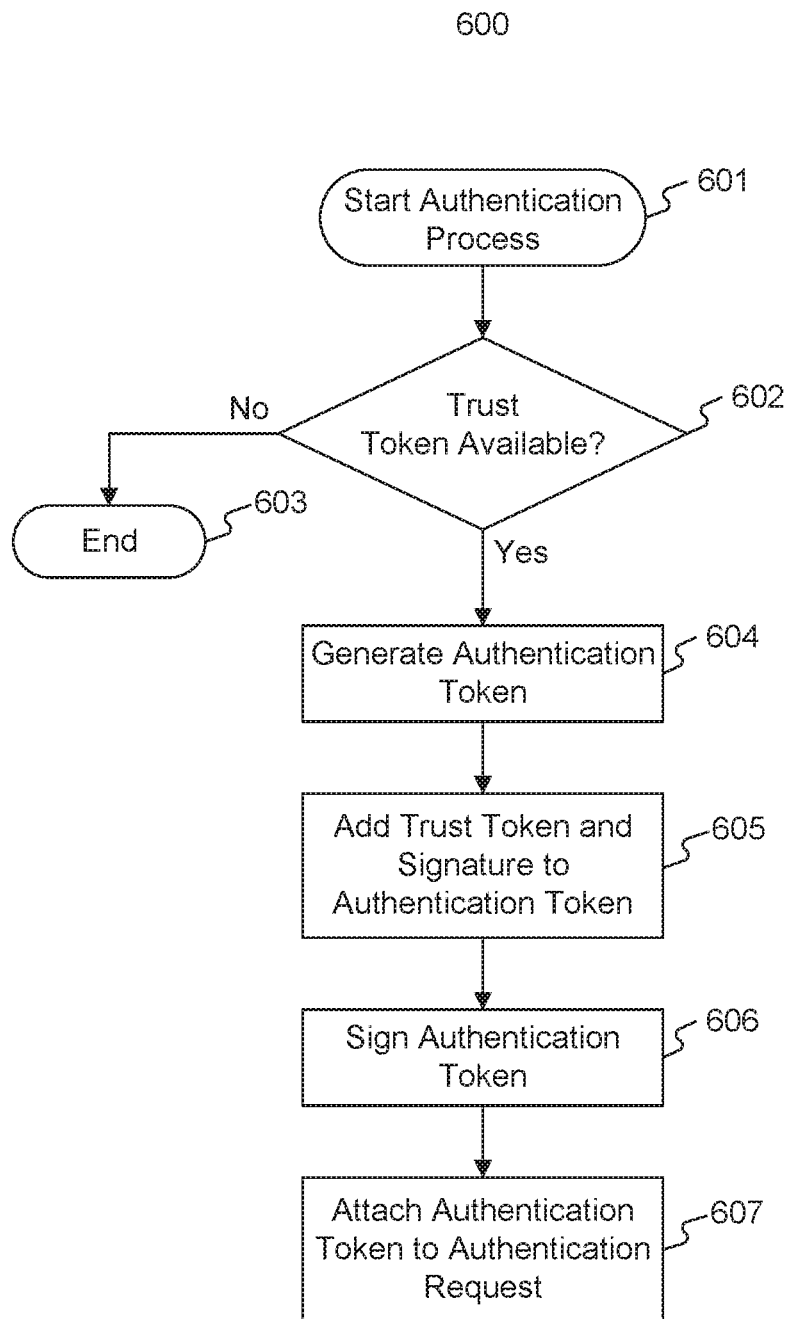 600
Start Authentication
Process
601
Trust
Token Available?
602
No
End
603
Yes
Generate Authentication
Token
604
Add Trust Token and
Signature to
Authentication Token
605
Sign Authentication
Token
606
Attach Authentication
Token to Authentication
Request
607